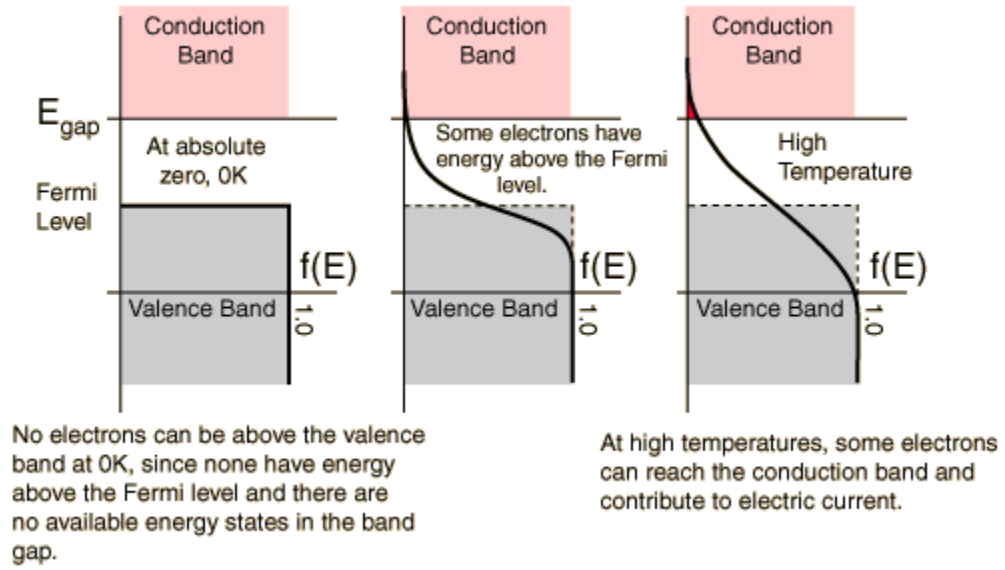 Conduction
Band
E gap
At absolute
zero, 0K
Fermi
Level
f(E)
Valence Band
1.0
No electrons can be above the valence
band at 0K, since none have energy
above the Fermi level and there are
no available energy states in the band
gap.
Conduction
Band
Some electrons have
energy above the Fermi
level.
f(E)
Valence Band
1.0
Conduction
Band
High
Temperature
f(E)
Valence Band
1.0
At high temperatures, some electrons
can reach the conduction band and
contribute to electric current.